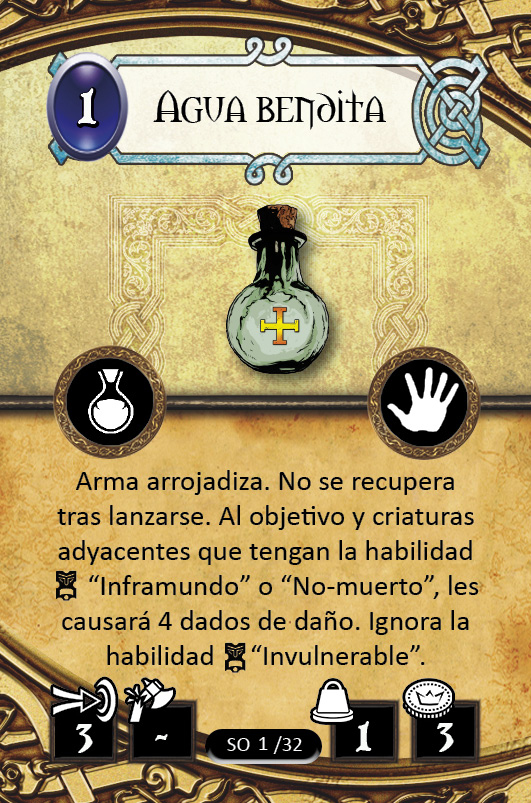 1
AGUA BENDITA
Arma arrojadiza. No se recupera
tras lanzarse. Al objetivo y criaturas
adyacentes que tengan la habilidad
“Inframundo” o “No-muerto”, les
causará 4 dados de daño. Ignora la
habilidad “Invulnerable”.
3 - SO 1 /32 1 3